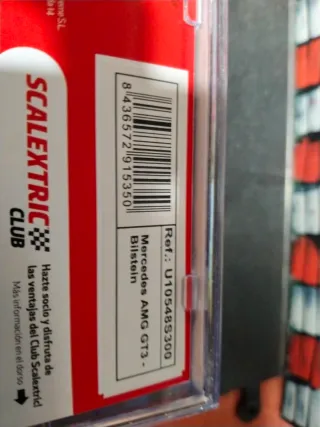 8 436572 915350
Ref.: U10548S300
Mercedes AMG GT3 -
Bilstein
SCALEXTRIC
CLUB
Hazte socio y disfruta de
las ventajas del Club Scalextric!
Más información en el dorso